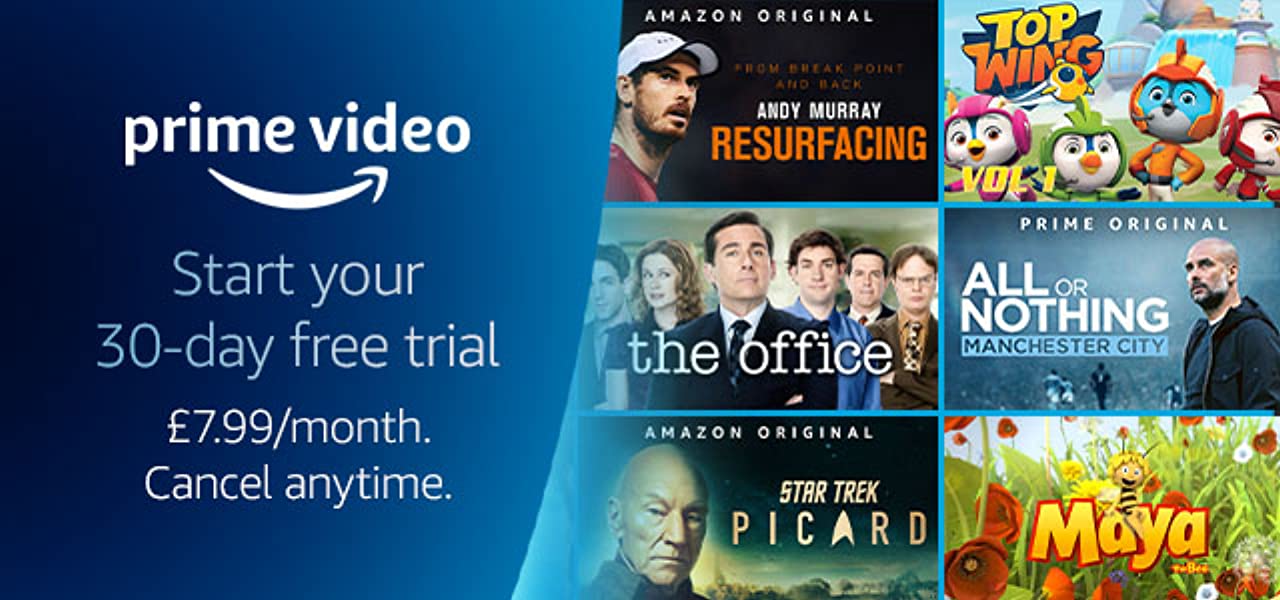 prime video
Start your
30-day free trial
£7.99/month.
Cancel anytime.
AMAZON ORIGINAL
FROM BREAK POINT
AND BACK
ANDY MURRAY
RESURFACING
TOP
WING
VOL 1
the office
PRIME ORIGINAL
ALL OR
NOTHING
MANCHESTER CITY
AMAZON ORIGINAL
STAR TREK
PICARD
Maya
the Bee